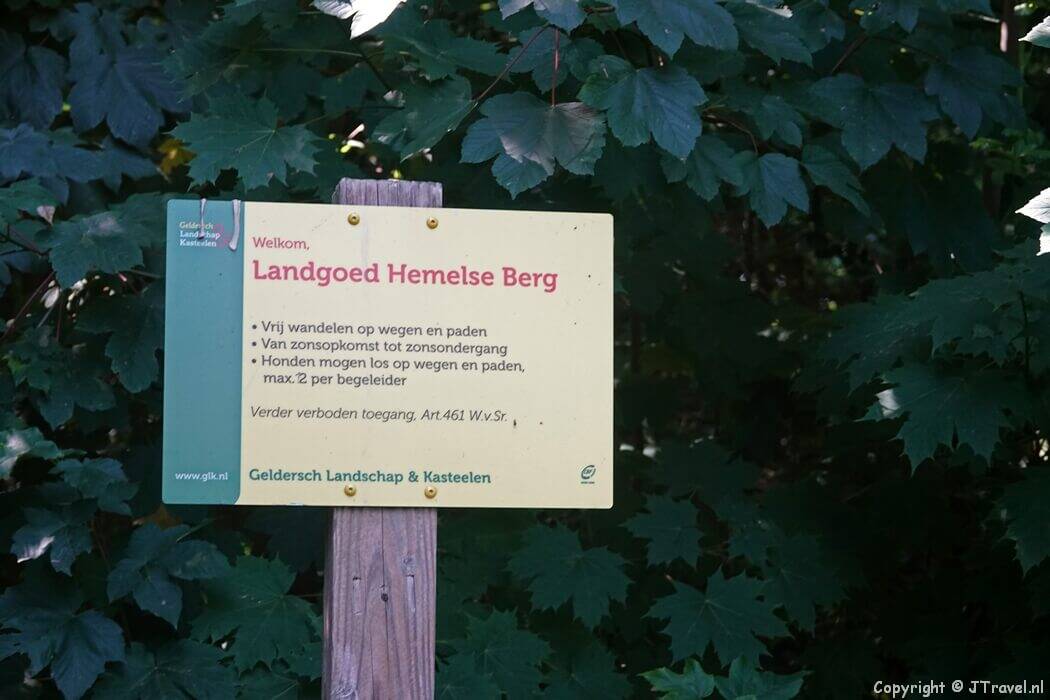 Geldersch
Landschap
Kasteelen
Welkom,
Landgoed Hemelse Berg
• Vrij wandelen op wegen en paden
• Van zonsopkomst tot zonsondergang
• Honden mogen los op wegen en paden,
max. 2 per begeleider
Verder verboden toegang, Art.461 W.v.Sr.
www.glk.nl
Geldersch Landschap & Kasteelen
Copyright © JTravel.nl